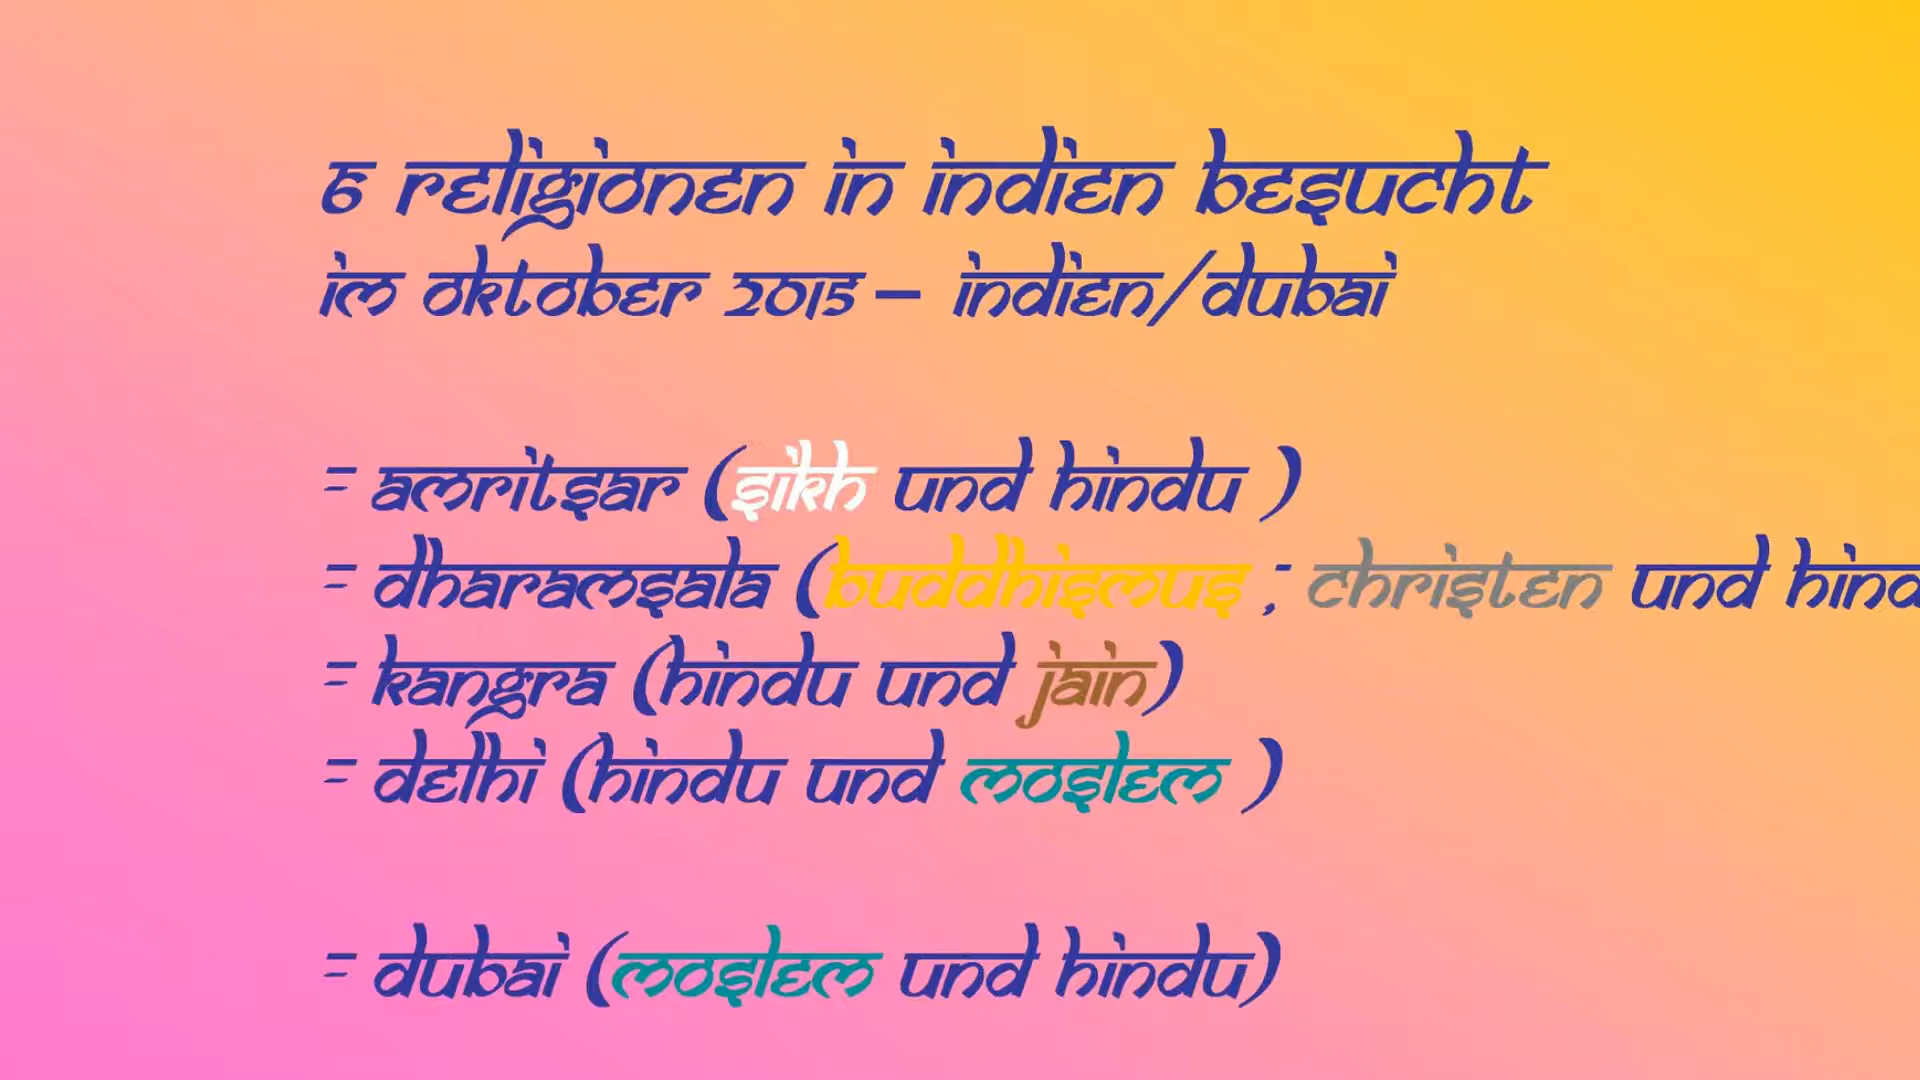 6 religionen in indien besucht
im oktober 2015 – indien/dubai
= amritsar (sikh und hindu )
= dharamsala (buddhismus ; christen und
= kangra (hindu und jain)
= delhi (hindu und moslem )
= dubai (moslem und hindu)